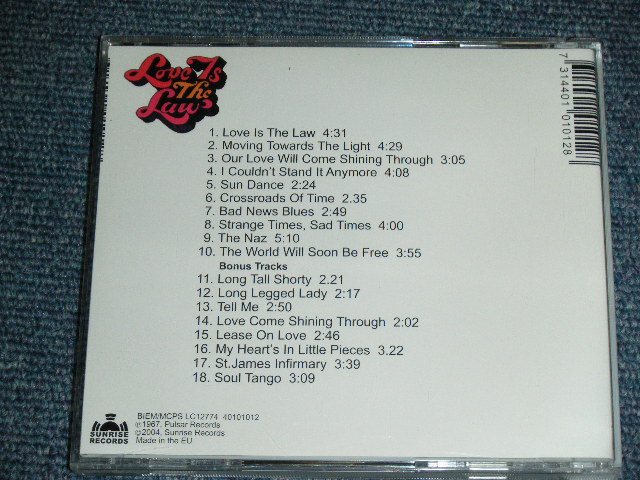 Love Is
The
Law
7 314401 010128
1. Love Is The Law 4:31
2. Moving Towards The Light 4:29
3. Our Love Will Come Shining Through 3:05
4. I Couldn't Stand It Anymore 4:08
5. Sun Dance 2:24
6. Crossroads Of Time 2.35
7. Bad News Blues 2:49
8. Strange Times, Sad Times 4:00
9. The Naz 5:10
10. The World Will Soon Be Free 3:55
Bonus Tracks
11. Long Tall Shorty 2.21
12. Long Legged Lady 2:17
13. Tell Me 2:50
14. Love Come Shining Through 2:02
15. Lease On Love 2:46
16. My Heart's In Little Pieces 3.22
17. St.James Infirmary 3:39
18. Soul Tango 3:09
SUNRISE
RECORDS
BIEM/MCPS LC12774 40101012
℗1967, Pulsar Records
©2004, Sunrise Records
Made in the EU